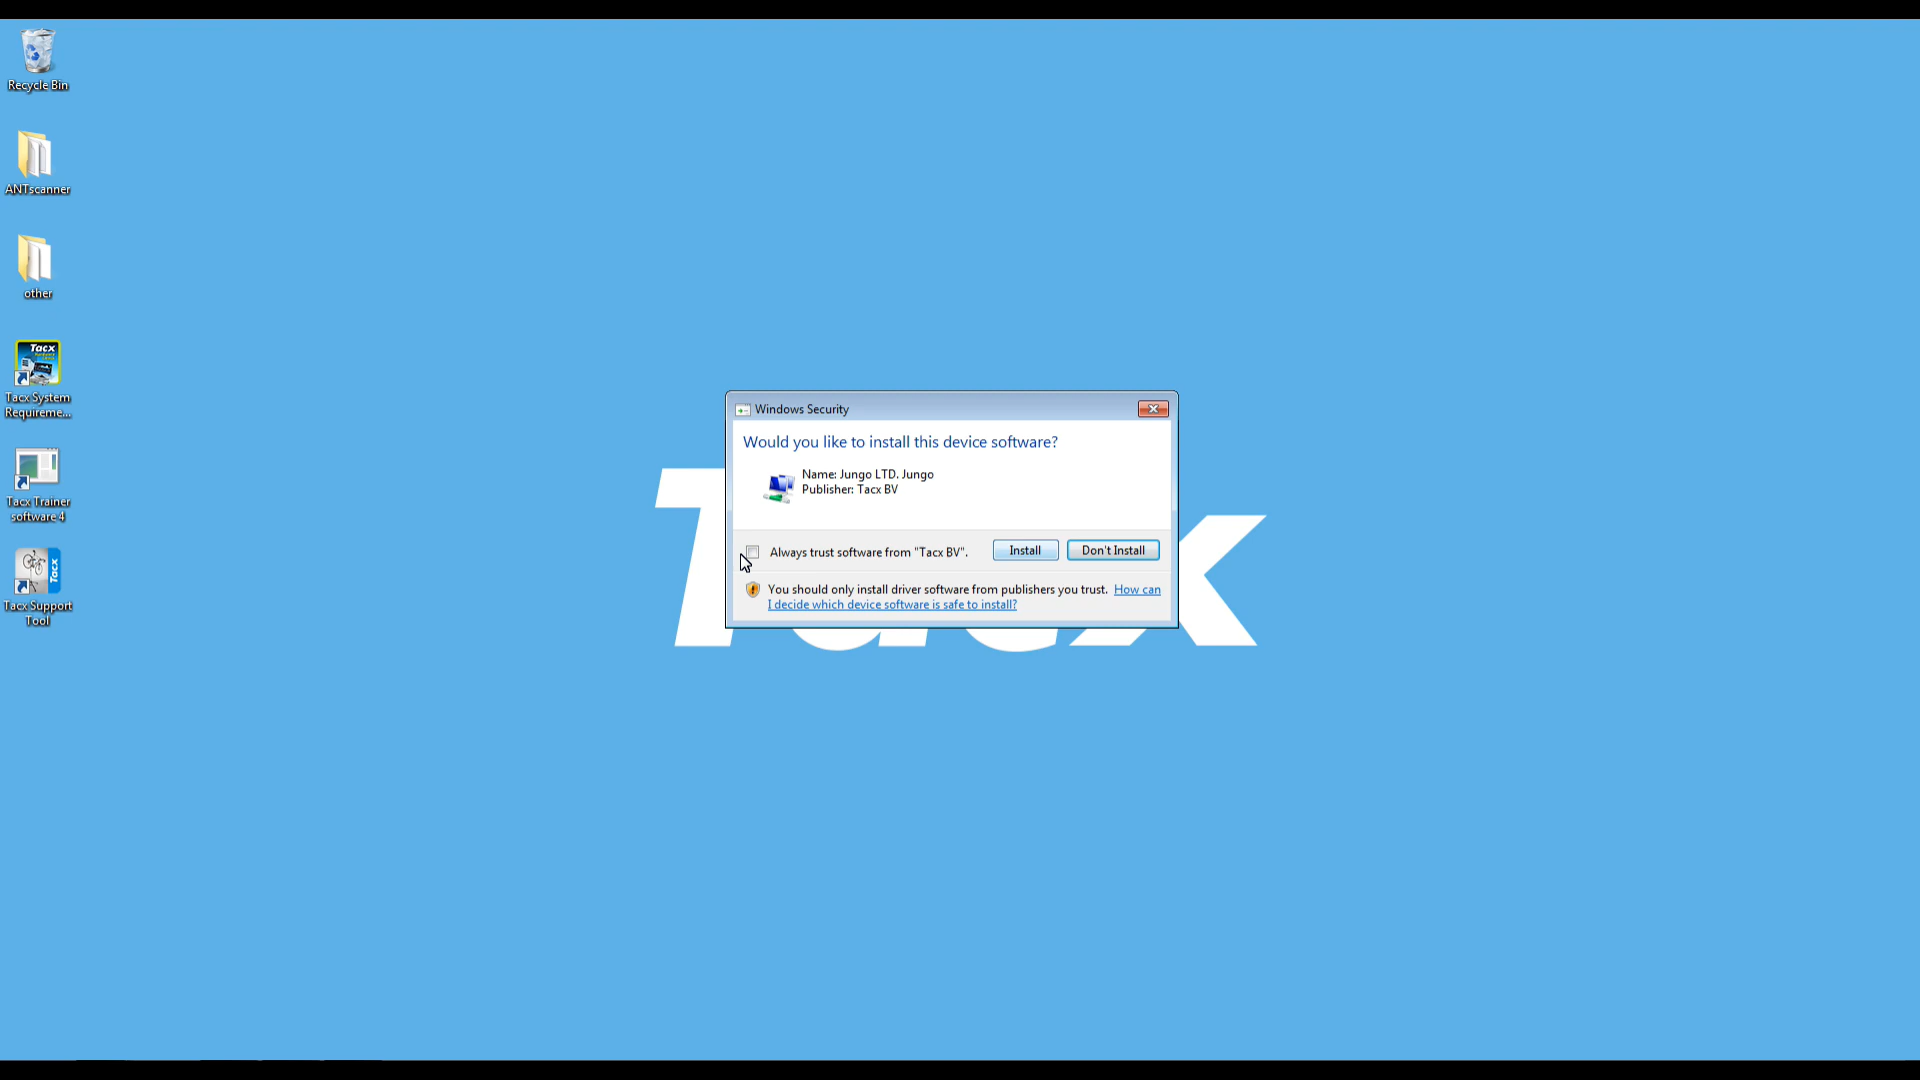 Recycle Bin
ANTscanner
other
Tacx
Tacx System
Requireme...
Tacx Trainer
software 4
Tacx
Tacx Support
Tool
Windows Security
Would you like to install this device software?
Name: Jungo LTD. Jungo
Publisher: Tacx BV
Always trust software from "Tacx BV".
Install
Don't Install
You should only install driver software from publishers you trust. How can
I decide which device software is safe to install?